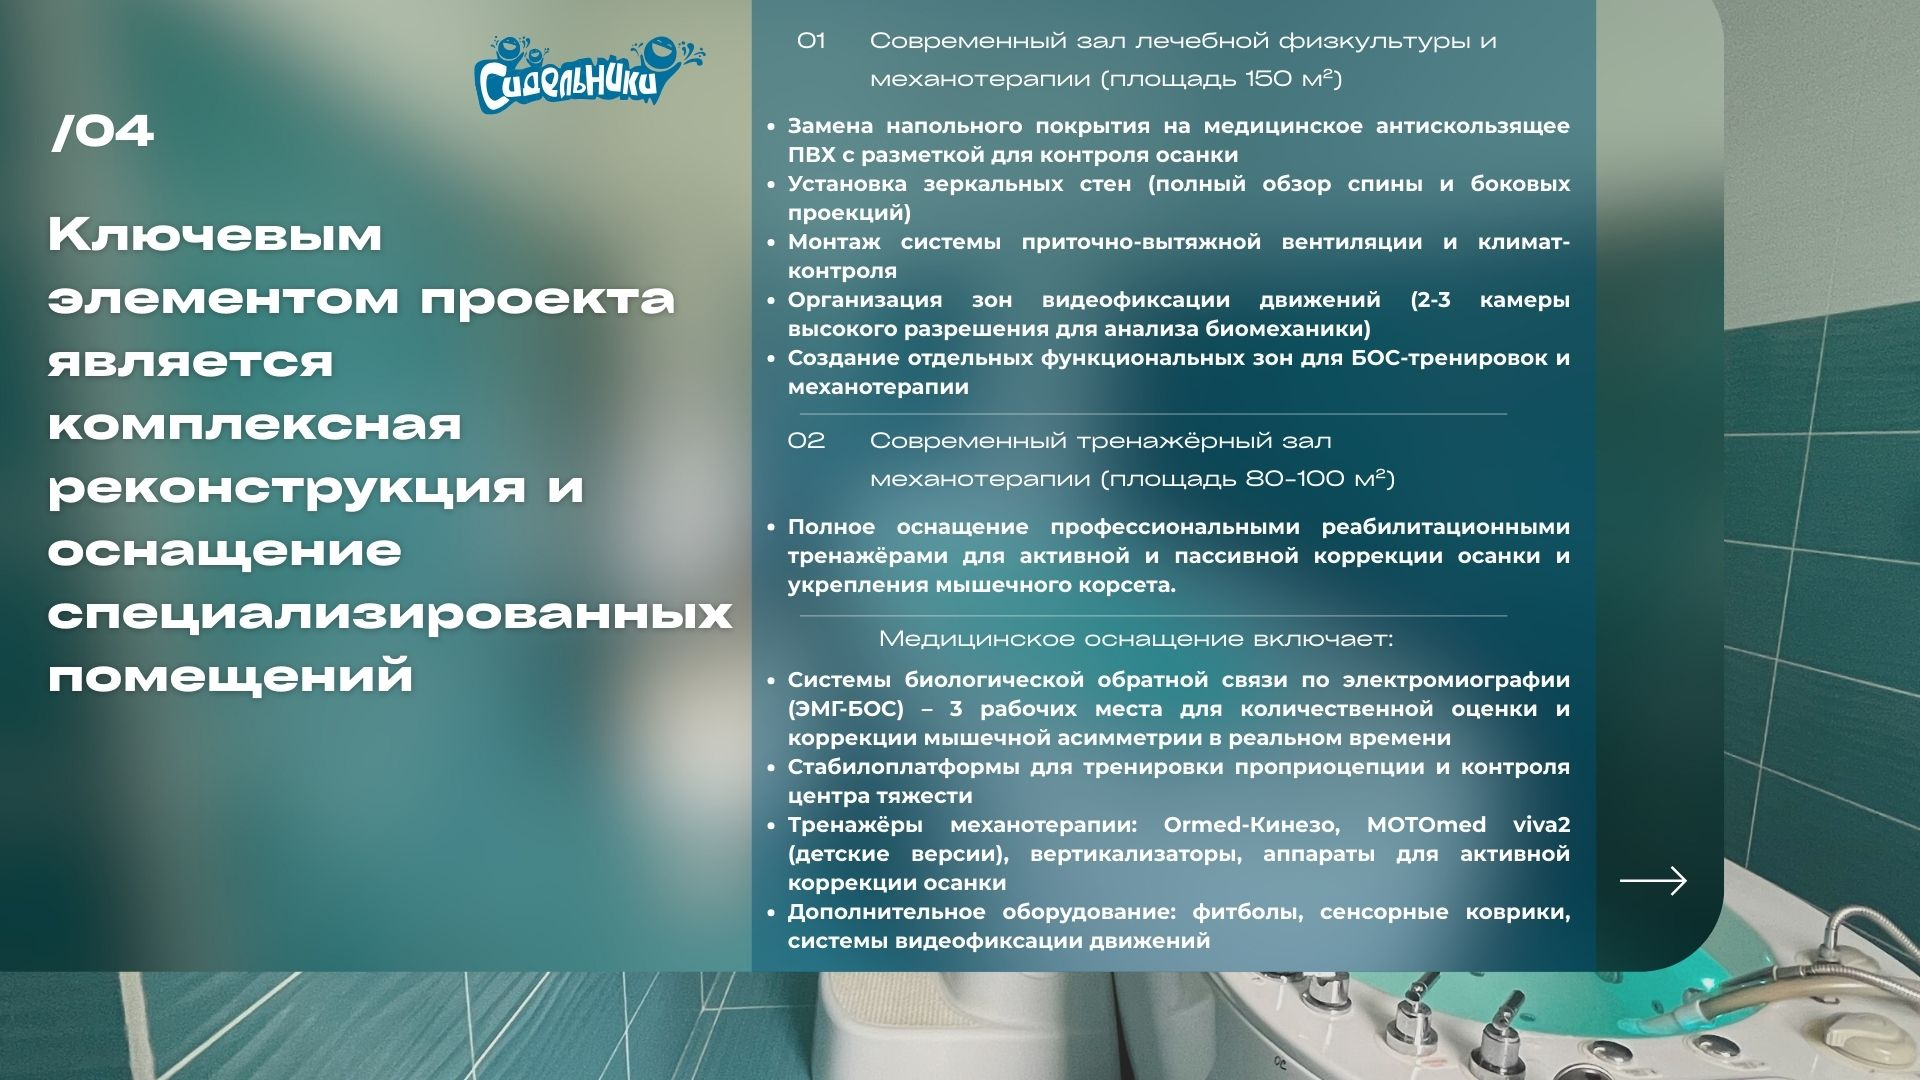 Сидельники
/04
Ключевым
элементом проекта
является
комплексная
реконструкция и
оснащение
специализированных
помещений
01 Современный зал лечебной физкультуры и
механотерапии (площадь 150 м²)
• Замена напольного покрытия на медицинское антискользящее
ПВХ с разметкой для контроля осанки
• Установка зеркальных стен (полный обзор спины и боковых
проекций)
• Монтаж системы приточно-вытяжной вентиляции и климат-
контроля
• Организация зон видеофиксации движений (2-3 камеры
высокого разрешения для анализа биомеханики)
• Создание отдельных функциональных зон для БОС-тренировок и
механотерапии
02 Современный тренажёрный зал
механотерапии (площадь 80-100 м²)
• Полное оснащение профессиональными реабилитационными
тренажёрами для активной и пассивной коррекции осанки и
укрепления мышечного корсета.
Медицинское оснащение включает:
• Системы биологической обратной связи по электромиографии
(ЭМГ-БОС) – 3 рабочих места для количественной оценки и
коррекции мышечной асимметрии в реальном времени
• Стабилоплатформы для тренировки проприоцепции и контроля
центра тяжести
• Тренажёры механотерапии: Ormed-Кинезо, MOTOmed viva2
(детские версии), вертикализаторы, аппараты для активной
коррекции осанки
• Дополнительное оборудование: фитболы, сенсорные коврики,
системы видеофиксации движений